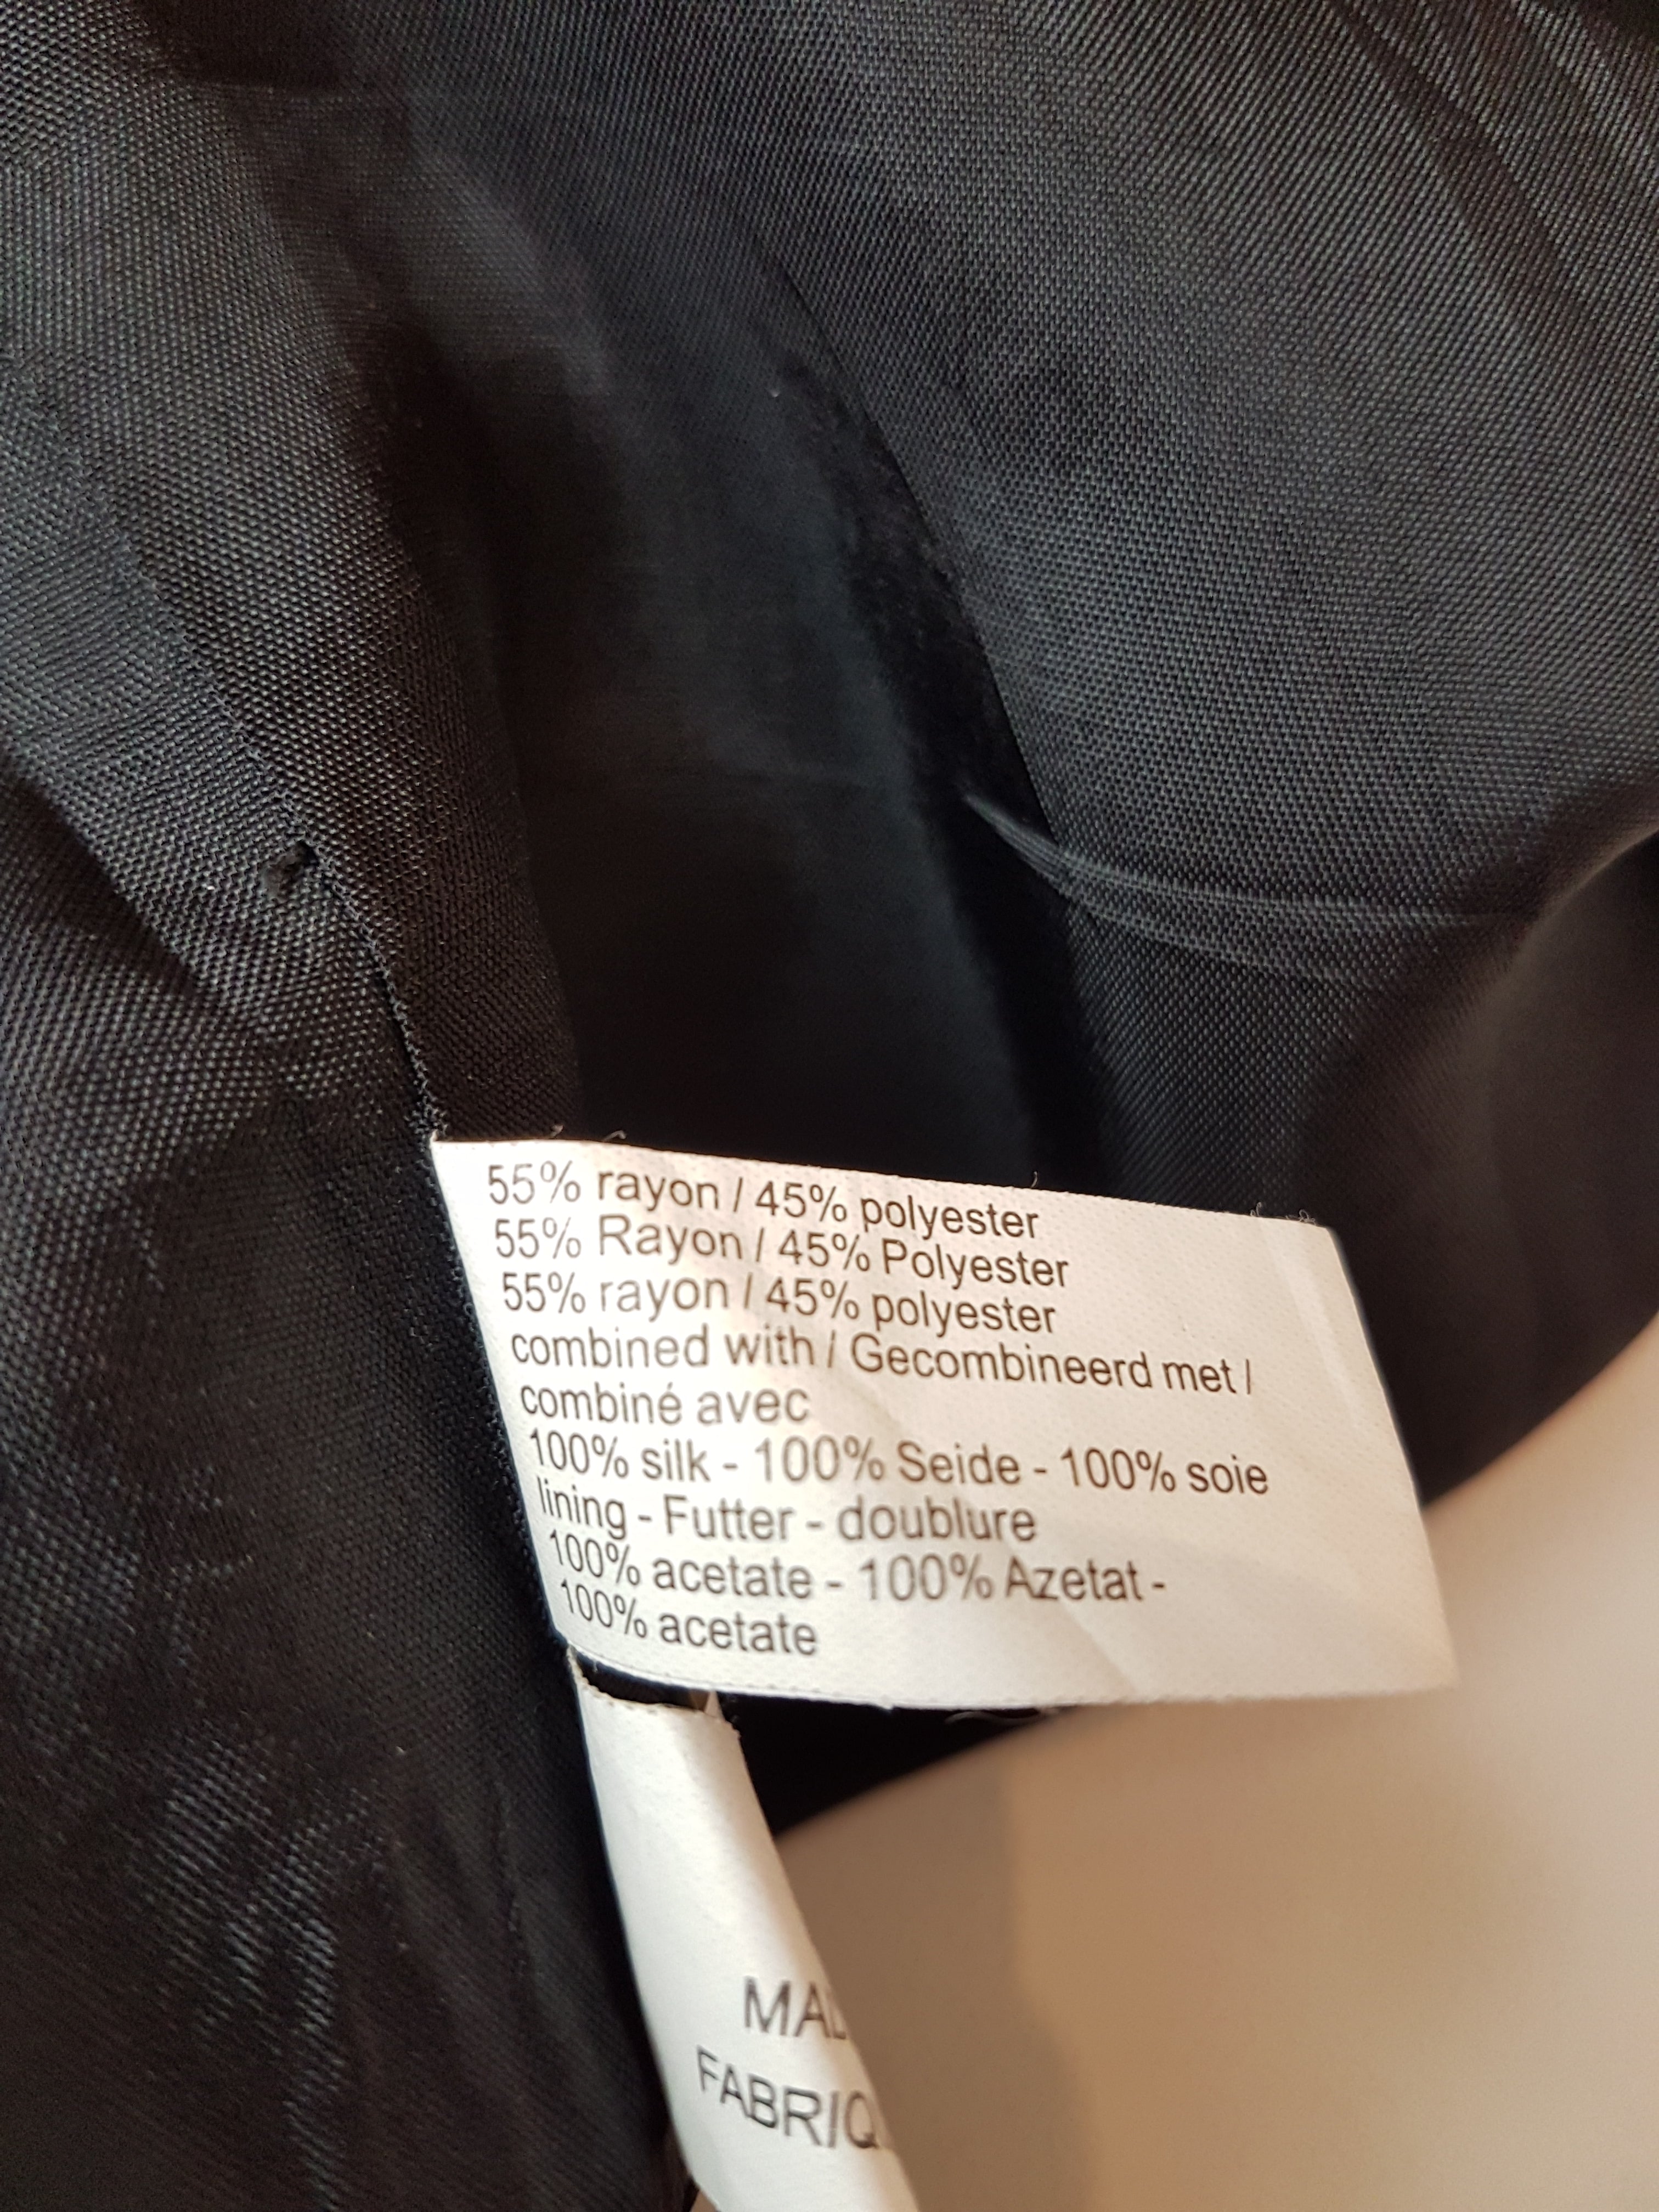 55% rayon / 45% polyester
55% Rayon / 45% Polyester
55% rayon / 45% polyester
combined with / Gecombineerd met /
combiné avec
100% silk - 100% Seide - 100% soie
lining - Futter - doublure
100% acetate - 100% Azetat -
100% acetate